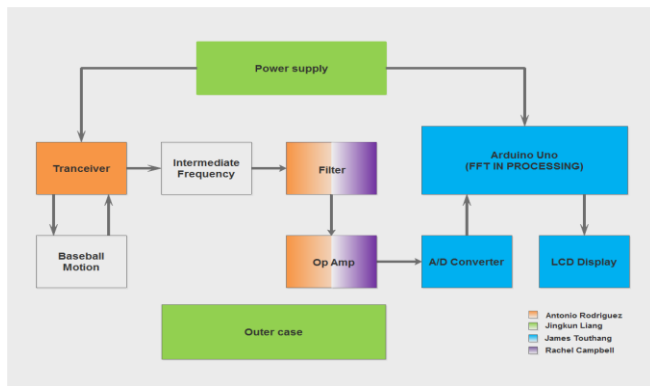 Power supply
Tranceiver
Intermediate
Frequency
Filter
Arduino Uno
(FFT IN PROCESSING)
Baseball
Motion
Op Amp
A/D Converter
LCD Display
Outer case
Antonio Rodriguez
Jingkun Liang
James Touthang
Rachel Campbell